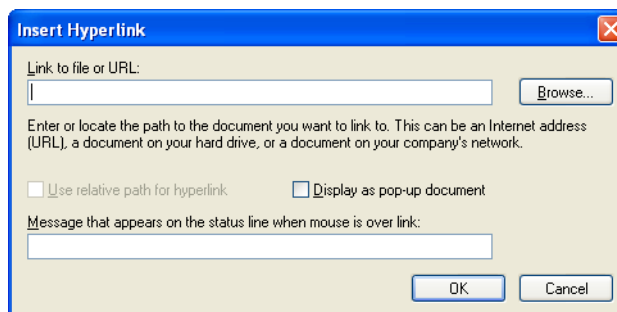 Insert Hyperlink
Link to file or URL:
Browse...
Enter or locate the path to the document you want to link to. This can be an Internet address
(URL), a document on your hard drive, or a document on your company's network.
Use relative path for hyperlink Display as pop-up document
Message that appears on the status line when mouse is over link:
OK Cancel